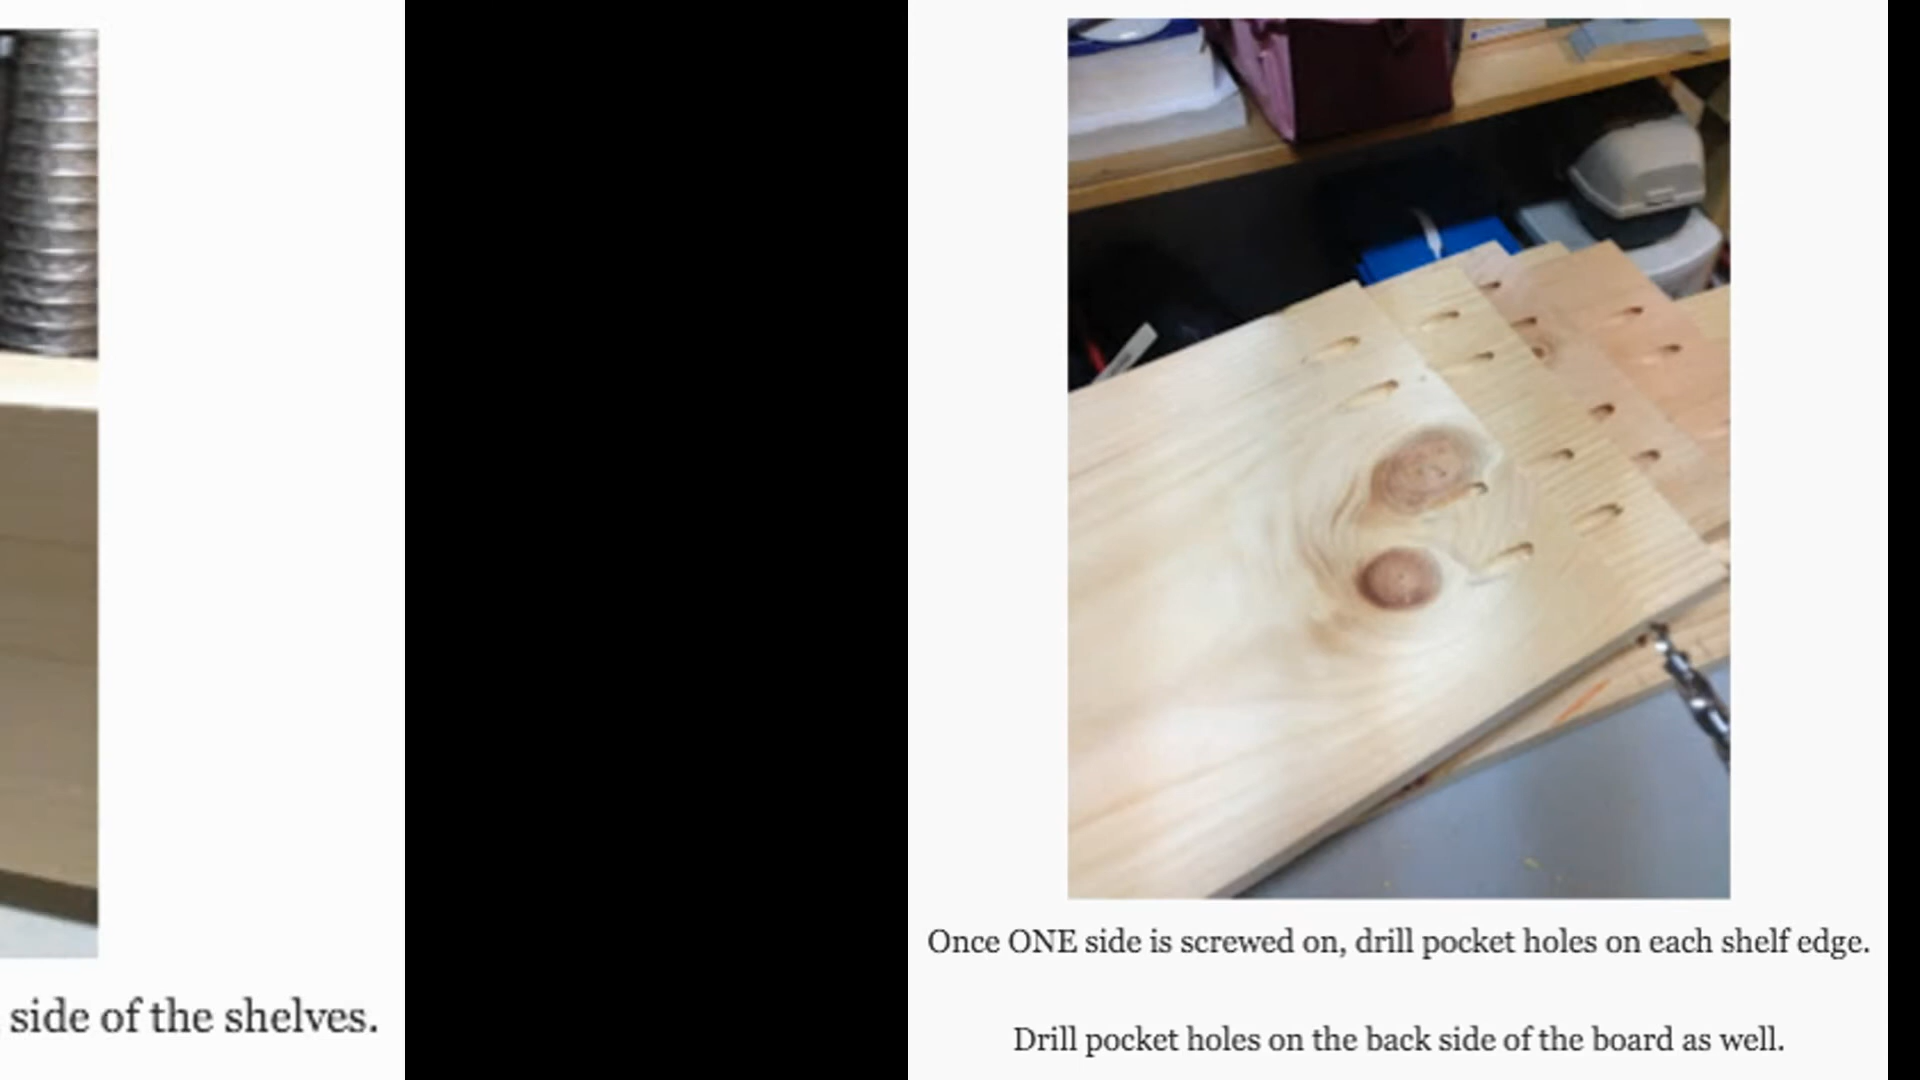 side of the shelves.
Once ONE side is screwed on, drill pocket holes on each shelf edge.
Drill pocket holes on the back side of the board as well.